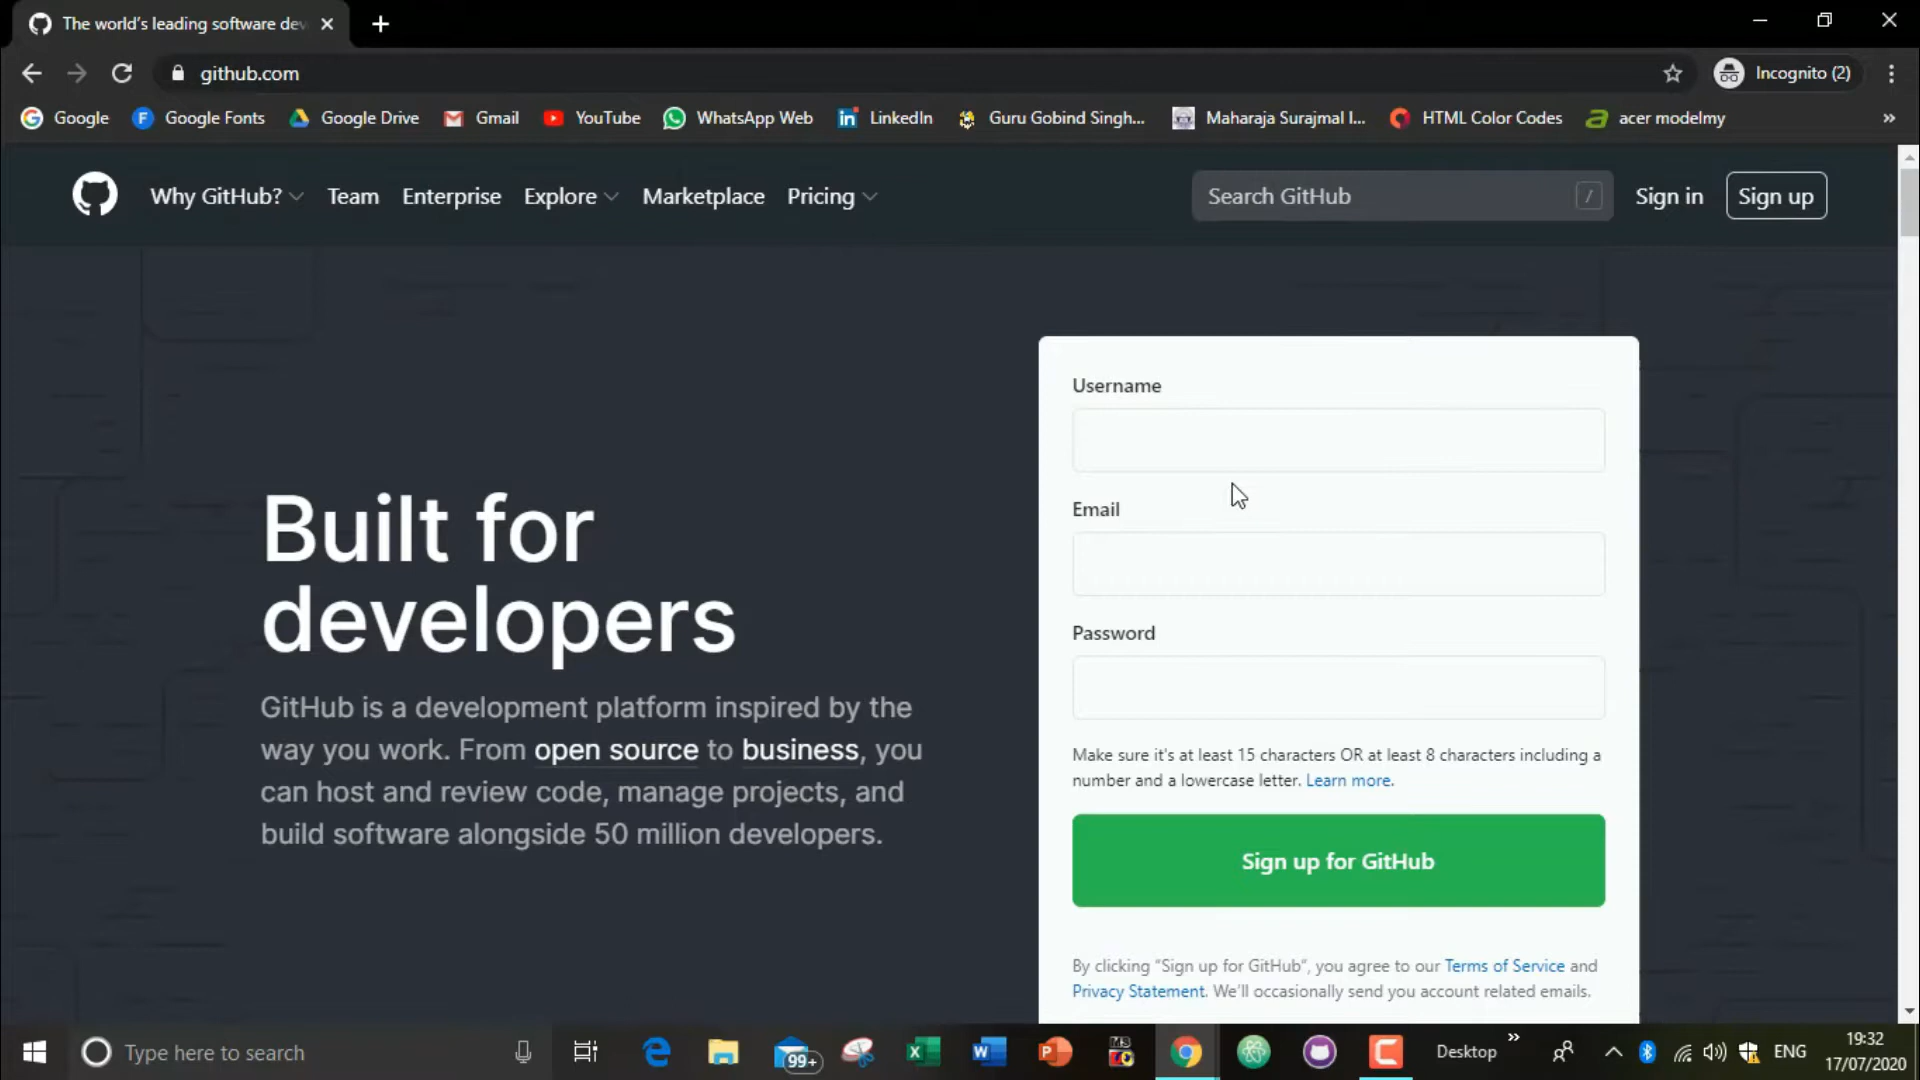 The world's leading software dev
github.com
Incognito (2)
Google
Google Fonts
Google Drive
Gmail
YouTube
WhatsApp Web
LinkedIn
Guru Gobind Singh...
Maharaja Surajmal I...
HTML Color Codes
acer modelmy
»
Why GitHub?
Team
Enterprise
Explore
Marketplace
Pricing
Search GitHub
/
Sign in
Sign up
Username
Email
Built for
developers
Password
GitHub is a development platform inspired by the
way you work. From open source to business, you
can host and review code, manage projects, and
build software alongside 50 million developers.
Make sure it's at least 15 characters OR at least 8 characters including a
number and a lowercase letter. Learn more.
Sign up for GitHub
By clicking “Sign up for GitHub”, you agree to our Terms of Service and
Privacy Statement. We’ll occasionally send you account related emails.
Type here to search
99+
Desktop
»
ENG
19:32
17/07/2020